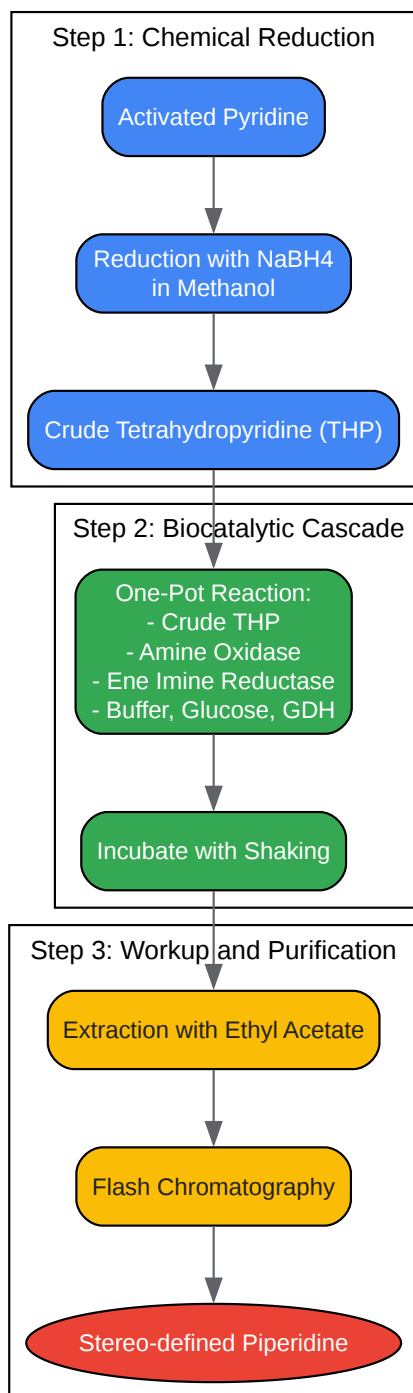 Step 1: Chemical Reduction
Activated Pyridine
Reduction with NaBH4
in Methanol
Crude Tetrahydropyridine (THP)
Step 2: Biocatalytic Cascade
One-Pot Reaction:
- Crude THP
- Amine Oxidase
- Ene Imine Reductase
- Buffer, Glucose, GDH
Incubate with Shaking
Step 3: Workup and Purification
Extraction with Ethyl Acetate
Flash Chromatography
Stereo-defined Piperidine